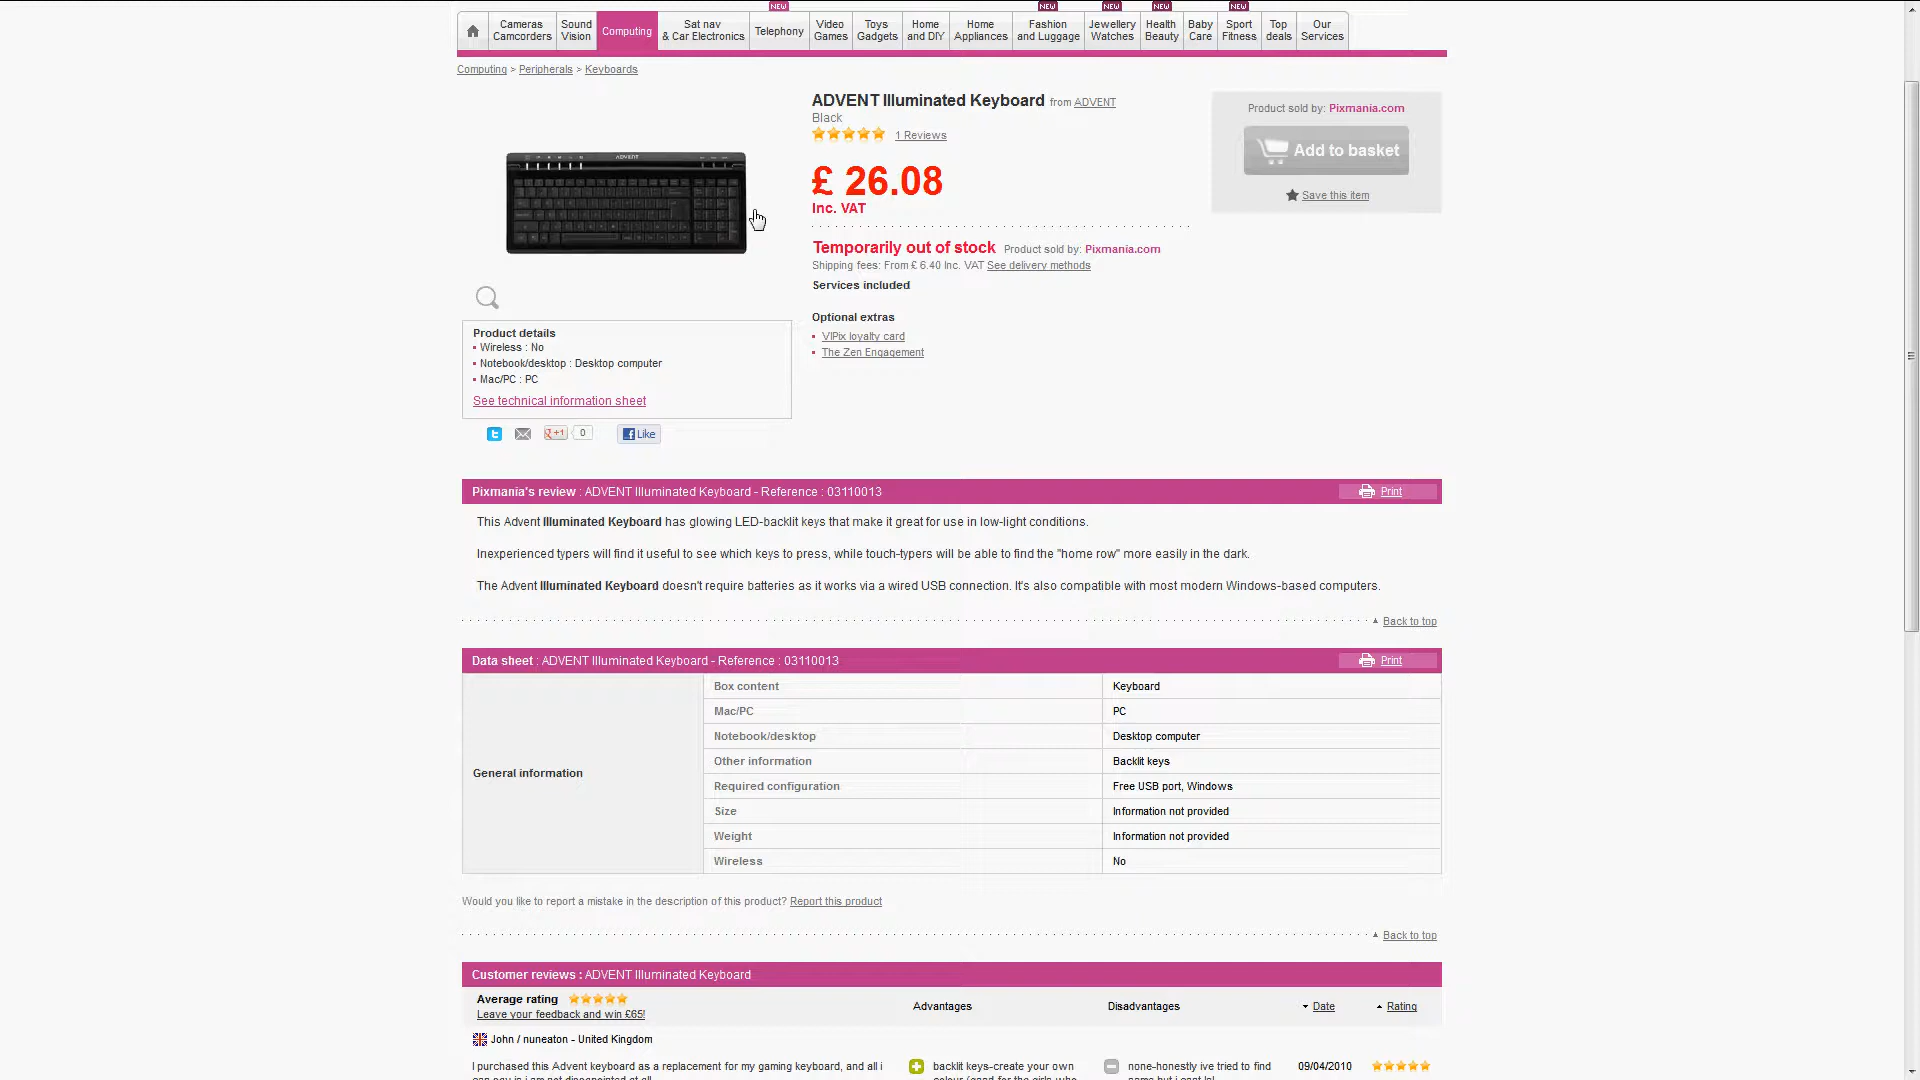 NEW NEW NEW NEW NEW
Cameras Camcorders
Sound Vision
Computing
Sat nav & Car Electronics
Telephony
Video Games
Toys Gadgets
Home and DIY
Home Appliances
Fashion and Luggage
Jewellery Watches
Health Beauty
Baby Care
Sport Fitness
Top deals
Our Services
Computing > Peripherals > Keyboards
ADVENT
ADVENT Illuminated Keyboard from ADVENT
Black
1 Reviews
£ 26.08
Inc. VAT
Temporarily out of stock Product sold by: Pixmania.com
Shipping fees: From £ 6.40 Inc. VAT See delivery methods
Services included
Optional extras
VIPix loyalty card
The Zen Engagement
Product sold by: Pixmania.com
Add to basket
Save this item
Product details
Wireless : No
Notebook/desktop : Desktop computer
Mac/PC : PC
See technical information sheet
g +1 0 f Like
Pixmania's review : ADVENT Illuminated Keyboard - Reference : 03110013 Print
This Advent Illuminated Keyboard has glowing LED-backlit keys that make it great for use in low-light conditions.
Inexperienced typers will find it useful to see which keys to press, while touch-typers will be able to find the "home row" more easily in the dark.
The Advent Illuminated Keyboard doesn't require batteries as it works via a wired USB connection. It's also compatible with most modern Windows-based computers.
Back to top
Data sheet : ADVENT Illuminated Keyboard - Reference : 03110013 Print
General information
Box content Keyboard
Mac/PC PC
Notebook/desktop Desktop computer
Other information Backlit keys
Required configuration Free USB port, Windows
Size Information not provided
Weight Information not provided
Wireless No
Would you like to report a mistake in the description of this product? Report this product
Back to top
Customer reviews : ADVENT Illuminated Keyboard
Average rating
Leave your feedback and win £65!
Advantages Disadvantages Date Rating
John / nuneaton - United Kingdom
I purchased this Advent keyboard as a replacement for my gaming keyboard, and all i
backlit keys-create your own
none-honestly ive tried to find
09/04/2010